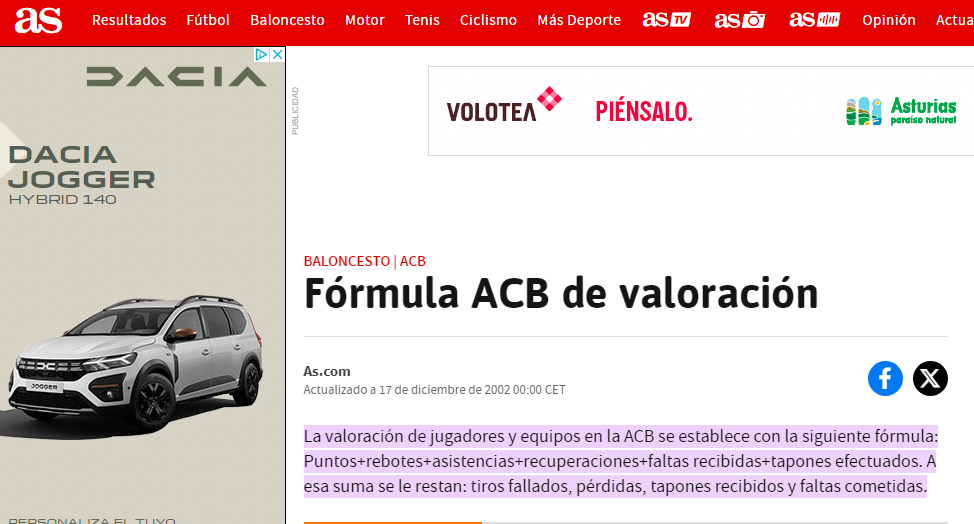 as Resultados Fútbol Baloncesto Motor Tenis Ciclismo Más Deporte as TV as as Opinión Actua
DACIA
DACIA
JOGGER
HYBRID 140
JOGGER
PERSONALIZA EL TUYO
PUBLICIDAD
VOLOTEA PIÉNSALO. Asturias
paraíso natural
BALONCESTO | ACB
Fórmula ACB de valoración
As.com
Actualizado a 17 de diciembre de 2002 00:00 CET
La valoración de jugadores y equipos en la ACB se establece con la siguiente fórmula:
Puntos+rebotes+asistencias+recuperaciones+faltas recibidas+tapones efectuados. A
esa suma se le restan: tiros fallados, pérdidas, tapones recibidos y faltas cometidas.